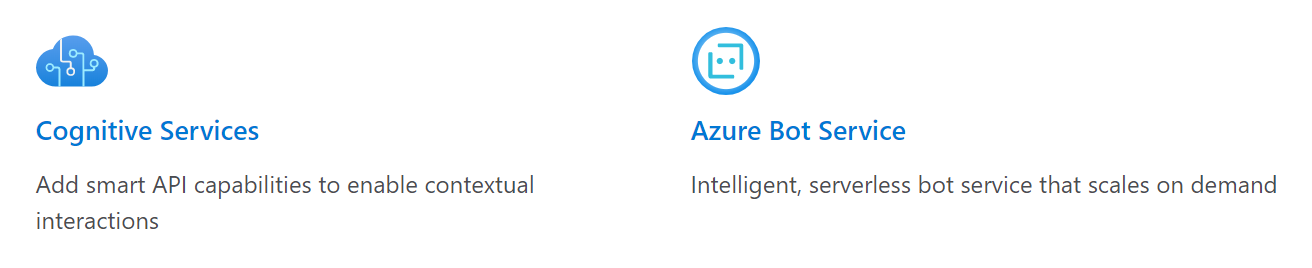 Cognitive Services
Add smart API capabilities to enable contextual
interactions
Azure Bot Service
Intelligent, serverless bot service that scales on demand